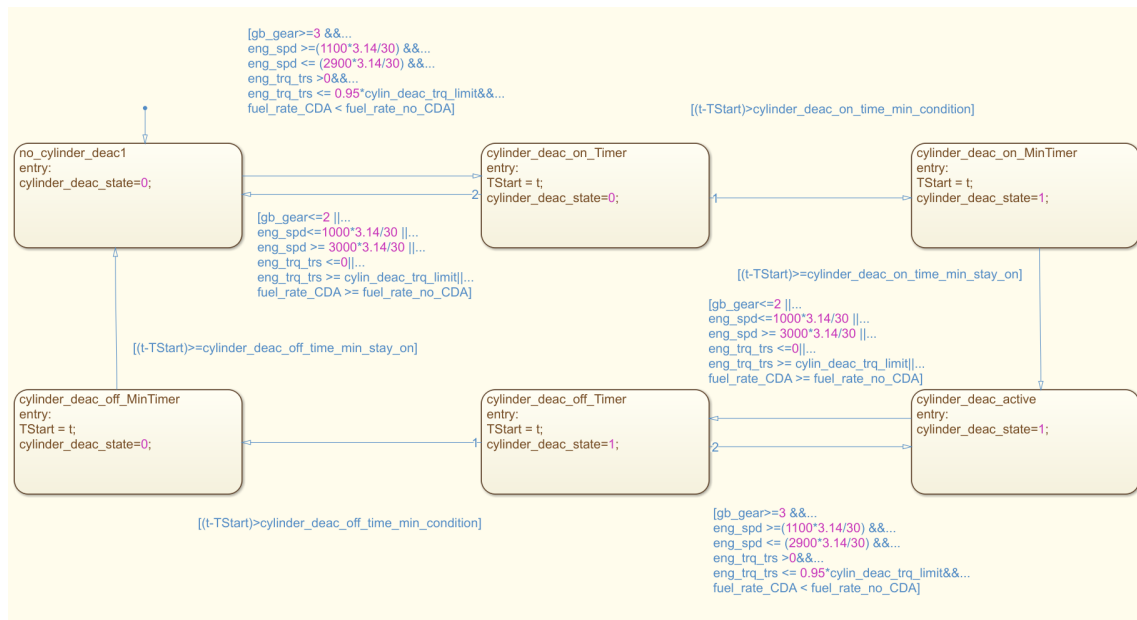 [gb_gear>=3 &&...
eng_spd >=(1100*3.14/30) &&...
eng_spd <= (2900*3.14/30) &&...
eng_trq_trs >0&&...
eng_trq_trs <= 0.95*cylin_deac_trq_limit&&...
fuel_rate_CDA < fuel_rate_no_CDA]
[(t-TStart)>cylinder_deac_on_time_min_condition]
no_cylinder_deac1
entry:
cylinder_deac_state=0;
cylinder_deac_on_Timer
entry:
TStart = t;
cylinder_deac_state=0;
cylinder_deac_on_MinTimer
entry:
TStart = t;
cylinder_deac_state=1;
2
1
[gb_gear<=2 ||...
eng_spd<=1000*3.14/30 ||...
eng_spd >= 3000*3.14/30 ||...
eng_trq_trs <=0||...
eng_trq_trs >= cylin_deac_trq_limit||...
fuel_rate_CDA >= fuel_rate_no_CDA]
[(t-TStart)>=cylinder_deac_on_time_min_stay_on]
[gb_gear<=2 ||...
eng_spd<=1000*3.14/30 ||...
eng_spd >= 3000*3.14/30 ||...
eng_trq_trs <=0||...
eng_trq_trs >= cylin_deac_trq_limit||...
fuel_rate_CDA >= fuel_rate_no_CDA]
[(t-TStart)>=cylinder_deac_off_time_min_stay_on]
cylinder_deac_off_MinTimer
entry:
TStart = t;
cylinder_deac_state=0;
cylinder_deac_off_Timer
entry:
TStart = t;
cylinder_deac_state=1;
cylinder_deac_active
entry:
cylinder_deac_state=1;
1
2
[(t-TStart)>cylinder_deac_off_time_min_condition]
[gb_gear>=3 &&...
eng_spd >=(1100*3.14/30) &&...
eng_spd <= (2900*3.14/30) &&...
eng_trq_trs >0&&...
eng_trq_trs <= 0.95*cylin_deac_trq_limit&&...
fuel_rate_CDA < fuel_rate_no_CDA]